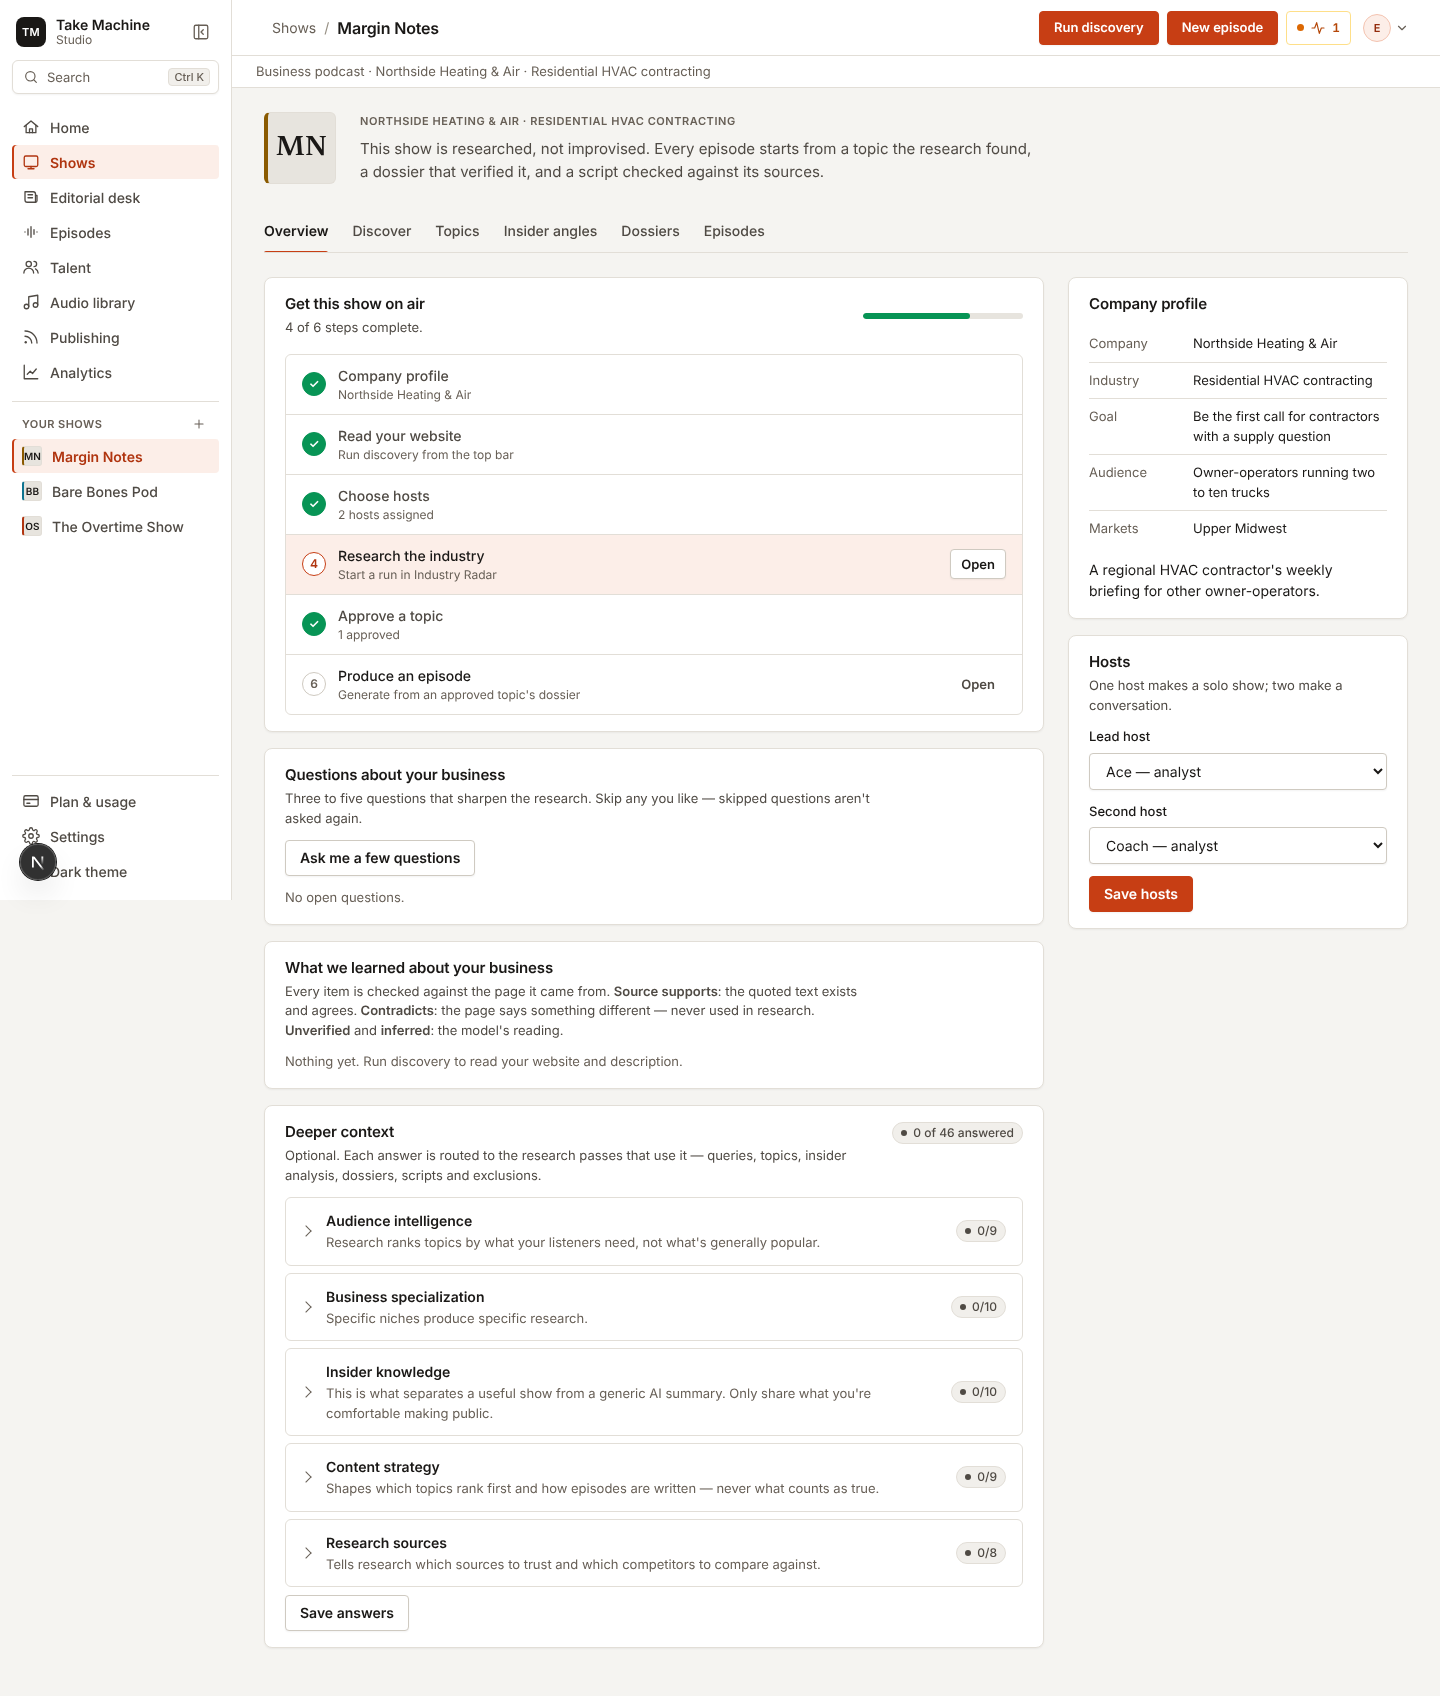 TM
Take Machine
Studio
Search
Ctrl K
Home
Shows
Editorial desk
Episodes
Talent
Audio library
Publishing
Analytics
YOUR SHOWS
MN
Margin Notes
BB
Bare Bones Pod
OS
The Overtime Show
Plan & usage
Settings
N
Dark theme
Shows / Margin Notes
Run discovery
New episode
1
E
Business podcast · Northside Heating & Air · Residential HVAC contracting
MN
NORTHSIDE HEATING & AIR · RESIDENTIAL HVAC CONTRACTING
This show is researched, not improvised. Every episode starts from a topic the research found,
a dossier that verified it, and a script checked against its sources.
Overview
Discover
Topics
Insider angles
Dossiers
Episodes
Get this show on air
4 of 6 steps complete.
Company profile
Northside Heating & Air
Read your website
Run discovery from the top bar
Choose hosts
2 hosts assigned
4
Research the industry
Start a run in Industry Radar
Open
Approve a topic
1 approved
6
Produce an episode
Generate from an approved topic's dossier
Open
Questions about your business
Three to five questions that sharpen the research. Skip any you like — skipped questions aren't
asked again.
Ask me a few questions
No open questions.
What we learned about your business
Every item is checked against the page it came from. Source supports: the quoted text exists
and agrees. Contradicts: the page says something different — never used in research.
Unverified and inferred: the model's reading.
Nothing yet. Run discovery to read your website and description.
Deeper context
0 of 46 answered
Optional. Each answer is routed to the research passes that use it — queries, topics, insider
analysis, dossiers, scripts and exclusions.
Audience intelligence
Research ranks topics by what your listeners need, not what's generally popular.
0/9
Business specialization
Specific niches produce specific research.
0/10
Insider knowledge
This is what separates a useful show from a generic AI summary. Only share what you're
comfortable making public.
0/10
Content strategy
Shapes which topics rank first and how episodes are written — never what counts as true.
0/9
Research sources
Tells research which sources to trust and which competitors to compare against.
0/8
Save answers
Company profile
Company
Northside Heating & Air
Industry
Residential HVAC contracting
Goal
Be the first call for contractors
with a supply question
Audience
Owner-operators running two
to ten trucks
Markets
Upper Midwest
A regional HVAC contractor's weekly
briefing for other owner-operators.
Hosts
One host makes a solo show; two make a
conversation.
Lead host
Ace — analyst
Second host
Coach — analyst
Save hosts